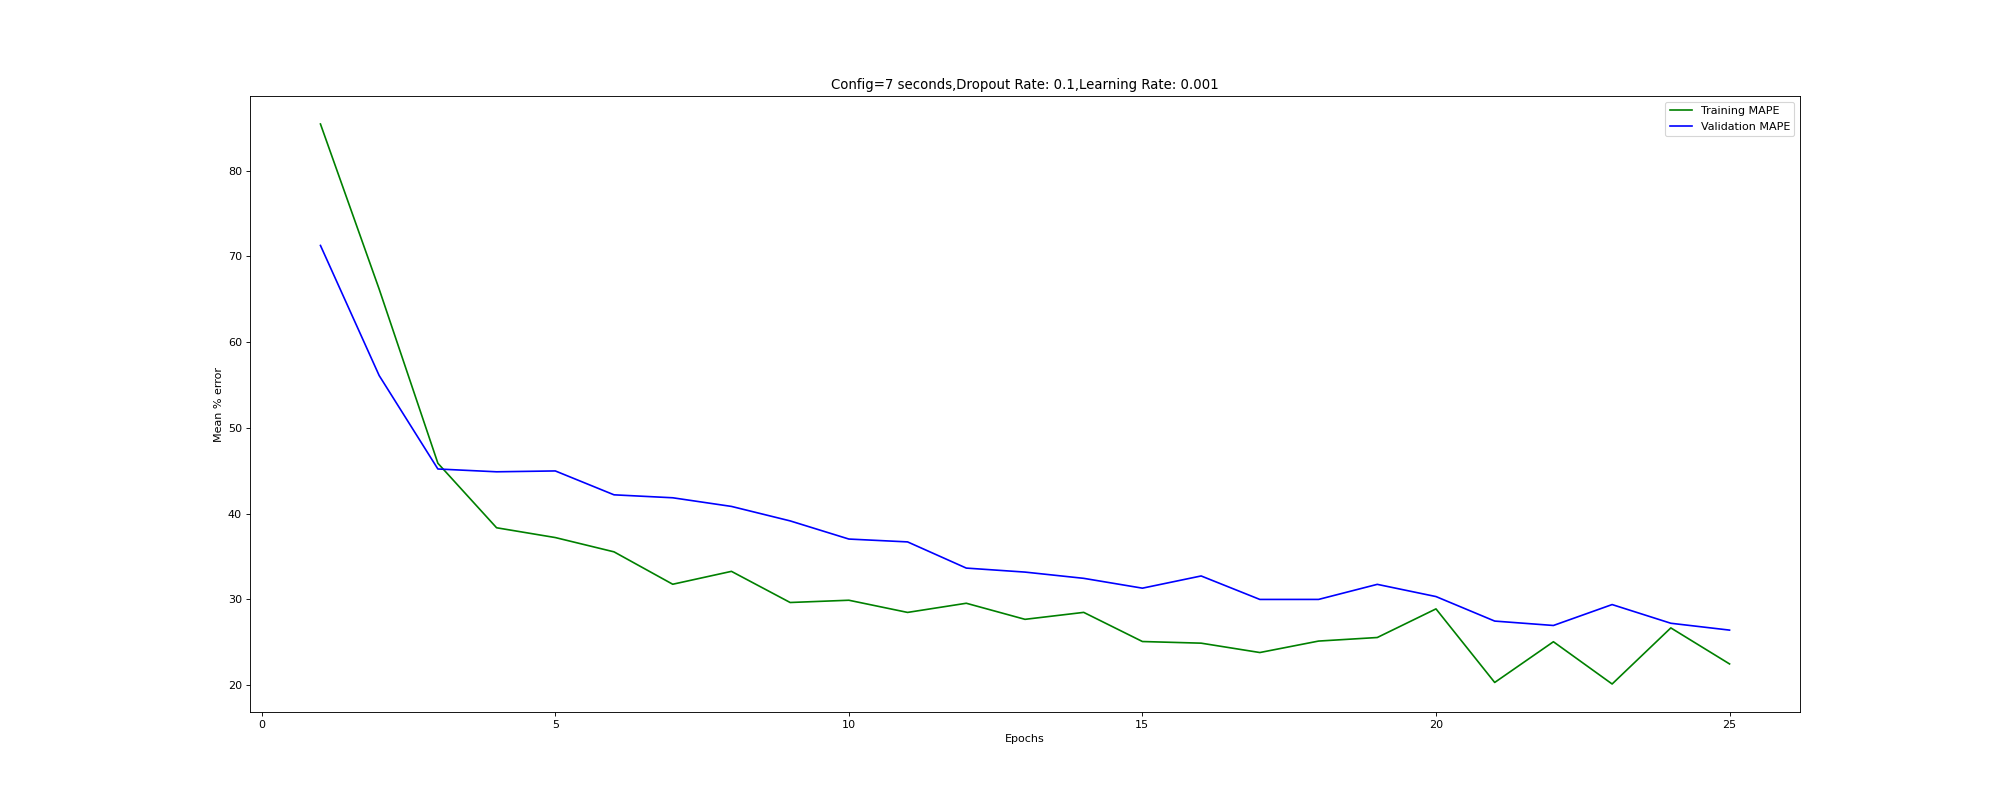 Config=7 seconds,Dropout Rate: 0.1,Learning Rate: 0.001
Training MAPE
Validation MAPE
80
70
60
50
40
30
20
Mean % error
0 5 10 15 20 25
Epochs